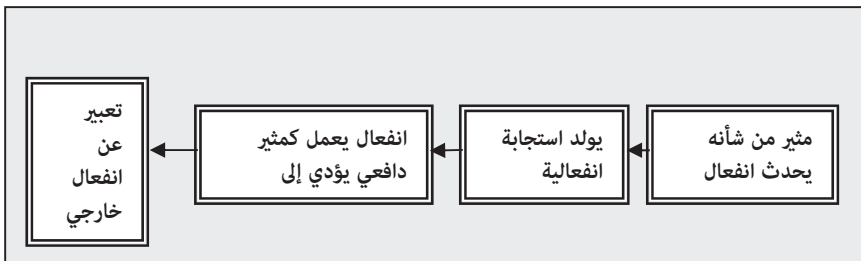 مثير من شأنه
يحدث انفعال
يولد استجابة
انفعالية
انفعال يعمل كمثير
دافعي يؤدي إلى
تعبير
عن
انفعال
خارجي